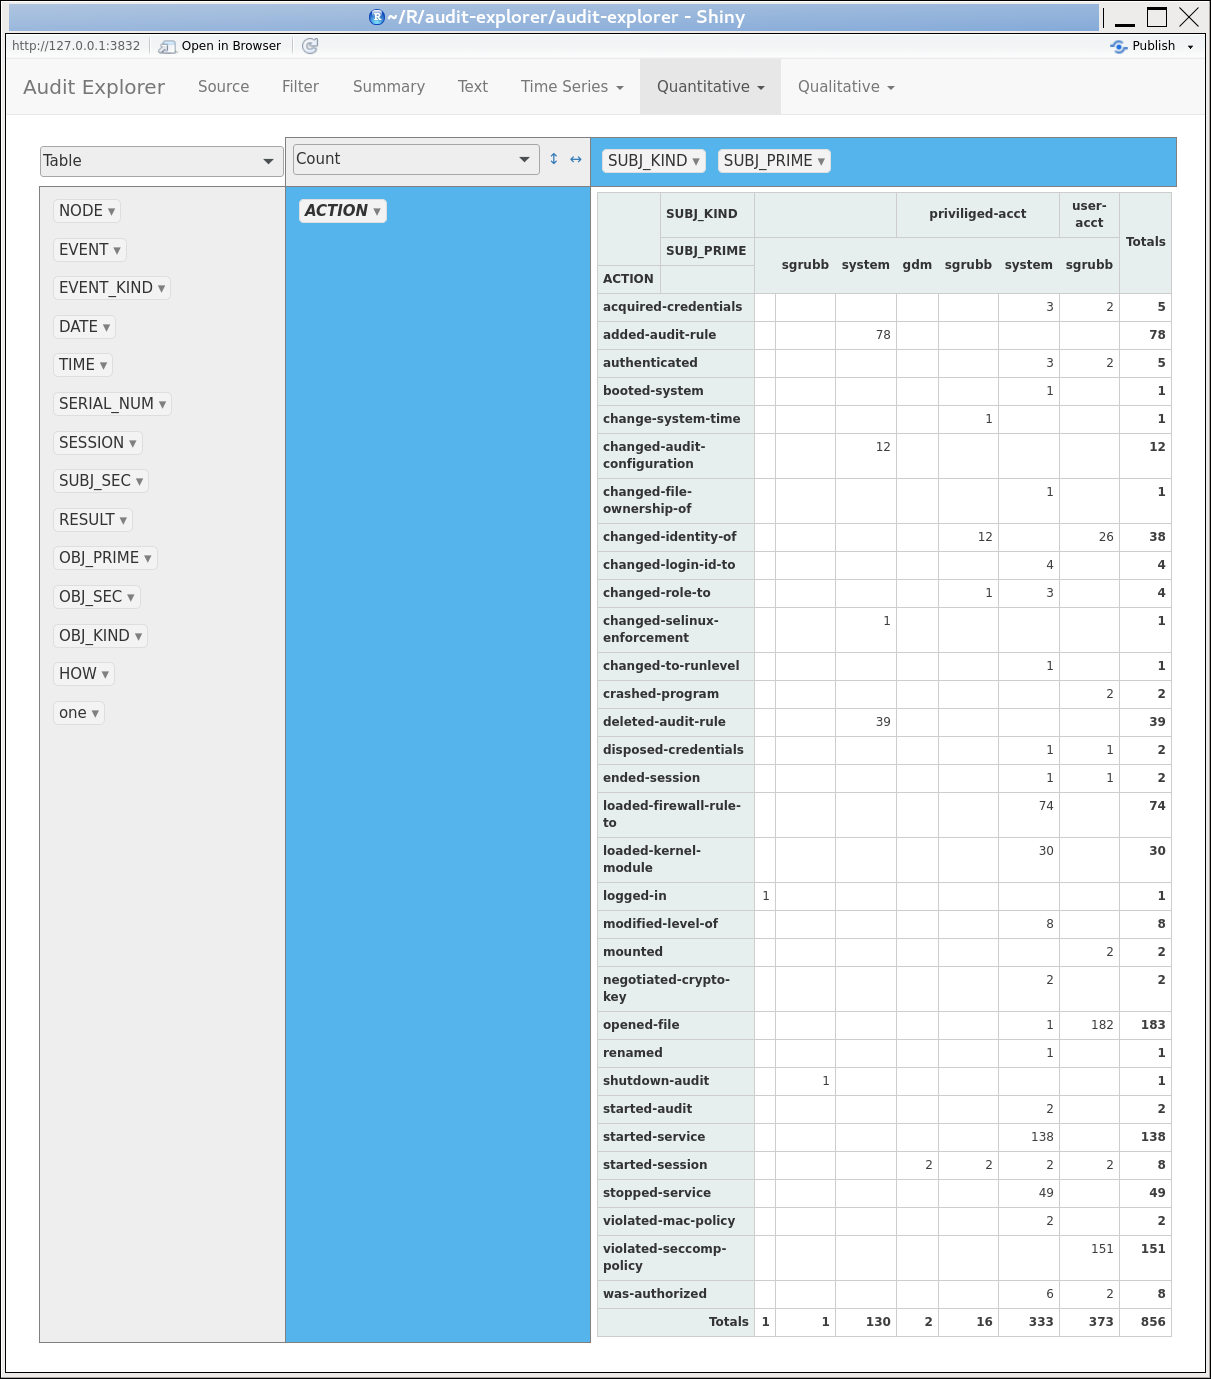 ~/R/audit-explorer/audit-explorer - Shiny
http://127.0.0.1:3832 Open in Browser Publish
Audit Explorer Source Filter Summary Text Time Series Quantitative Qualitative
Table Count SUBJ_KIND SUBJ_PRIME
NODE
EVENT
EVENT_KIND
DATE
TIME
SERIAL_NUM
SESSION
SUBJ_SEC
RESULT
OBJ_PRIME
OBJ_SEC
OBJ_KIND
HOW
one
ACTION
SUBJ_KIND priviliged-acct user-
acct
Totals
SUBJ_PRIME
sgrubb system gdm sgrubb system sgrubb
ACTION
acquired-credentials 3 2 5
added-audit-rule 78 78
authenticated 3 2 5
booted-system 1 1
change-system-time 1 1
changed-audit- 12 12
configuration
changed-file- 1 1
ownership-of
changed-identity-of 12 26 38
changed-login-id-to 4 4
changed-role-to 1 3 4
changed-selinux- 1 1
enforcement
changed-to-runlevel 1 1
crashed-program 2 2
deleted-audit-rule 39 39
disposed-credentials 1 1 2
ended-session 1 1 2
loaded-firewall-rule- 74 74
to
loaded-kernel- 30 30
module
logged-in 1 1
modified-level-of 8 8
mounted 2 2
negotiated-crypto- 2 2
key
opened-file 1 182 183
renamed 1 1
shutdown-audit 1 1
started-audit 2 2
started-service 138 138
started-session 2 2 2 2 8
stopped-service 49 49
violated-mac-policy 2 2
violated-seccomp- 151 151
policy
was-authorized 6 2 8
Totals 1 1 130 2 16 333 373 856